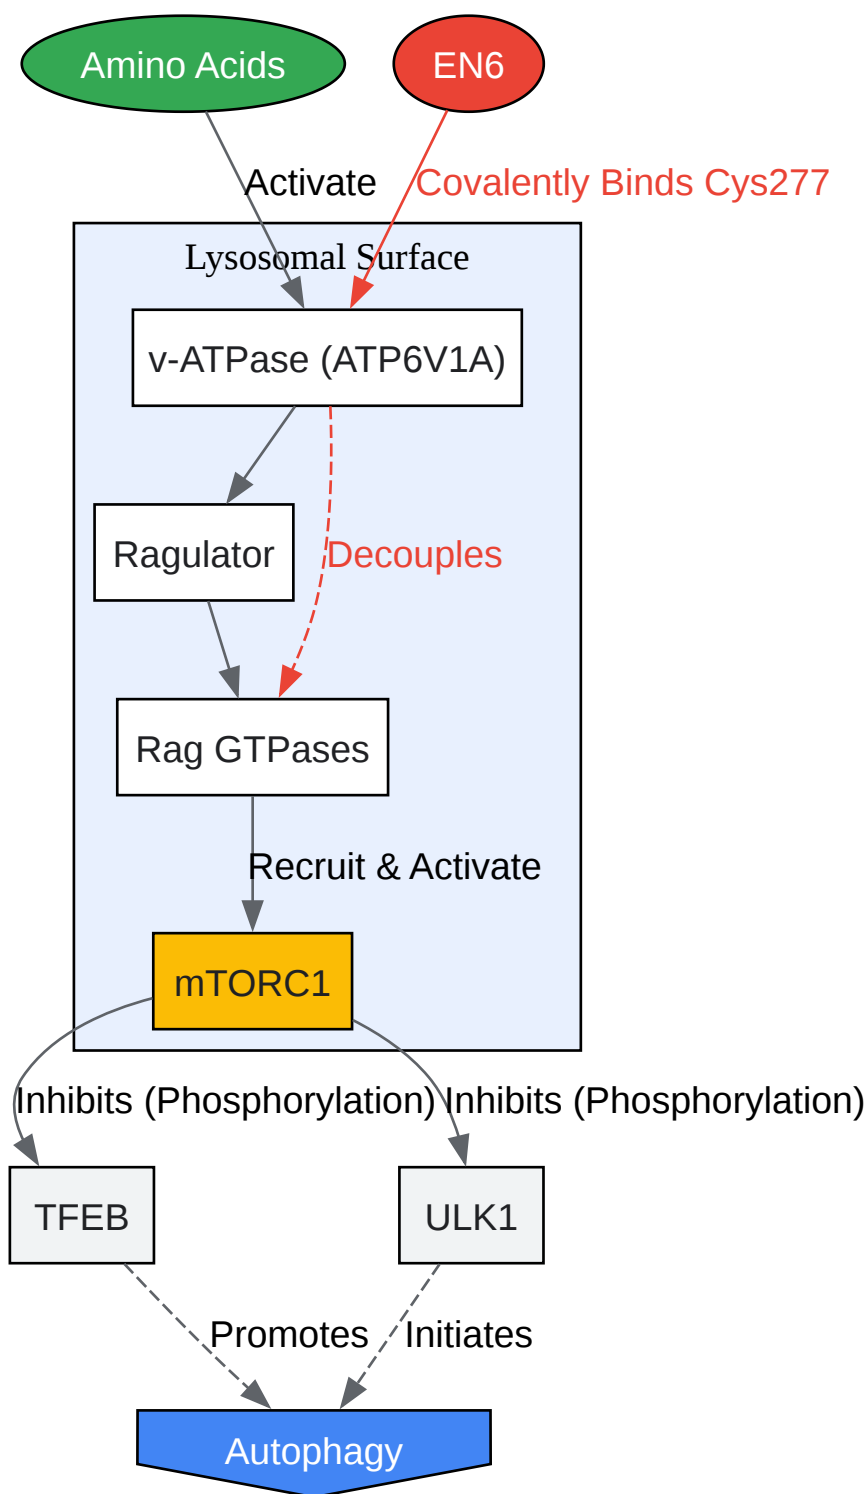 Amino Acids
EN6
Activate
Covalently Binds Cys277
Lysosomal Surface
v-ATPase (ATP6V1A)
Ragulator
Decouples
Rag GTPases
Recruit & Activate
mTORC1
Inhibits (Phosphorylation)
Inhibits (Phosphorylation)
TFEB
ULK1
Promotes
Initiates
Autophagy